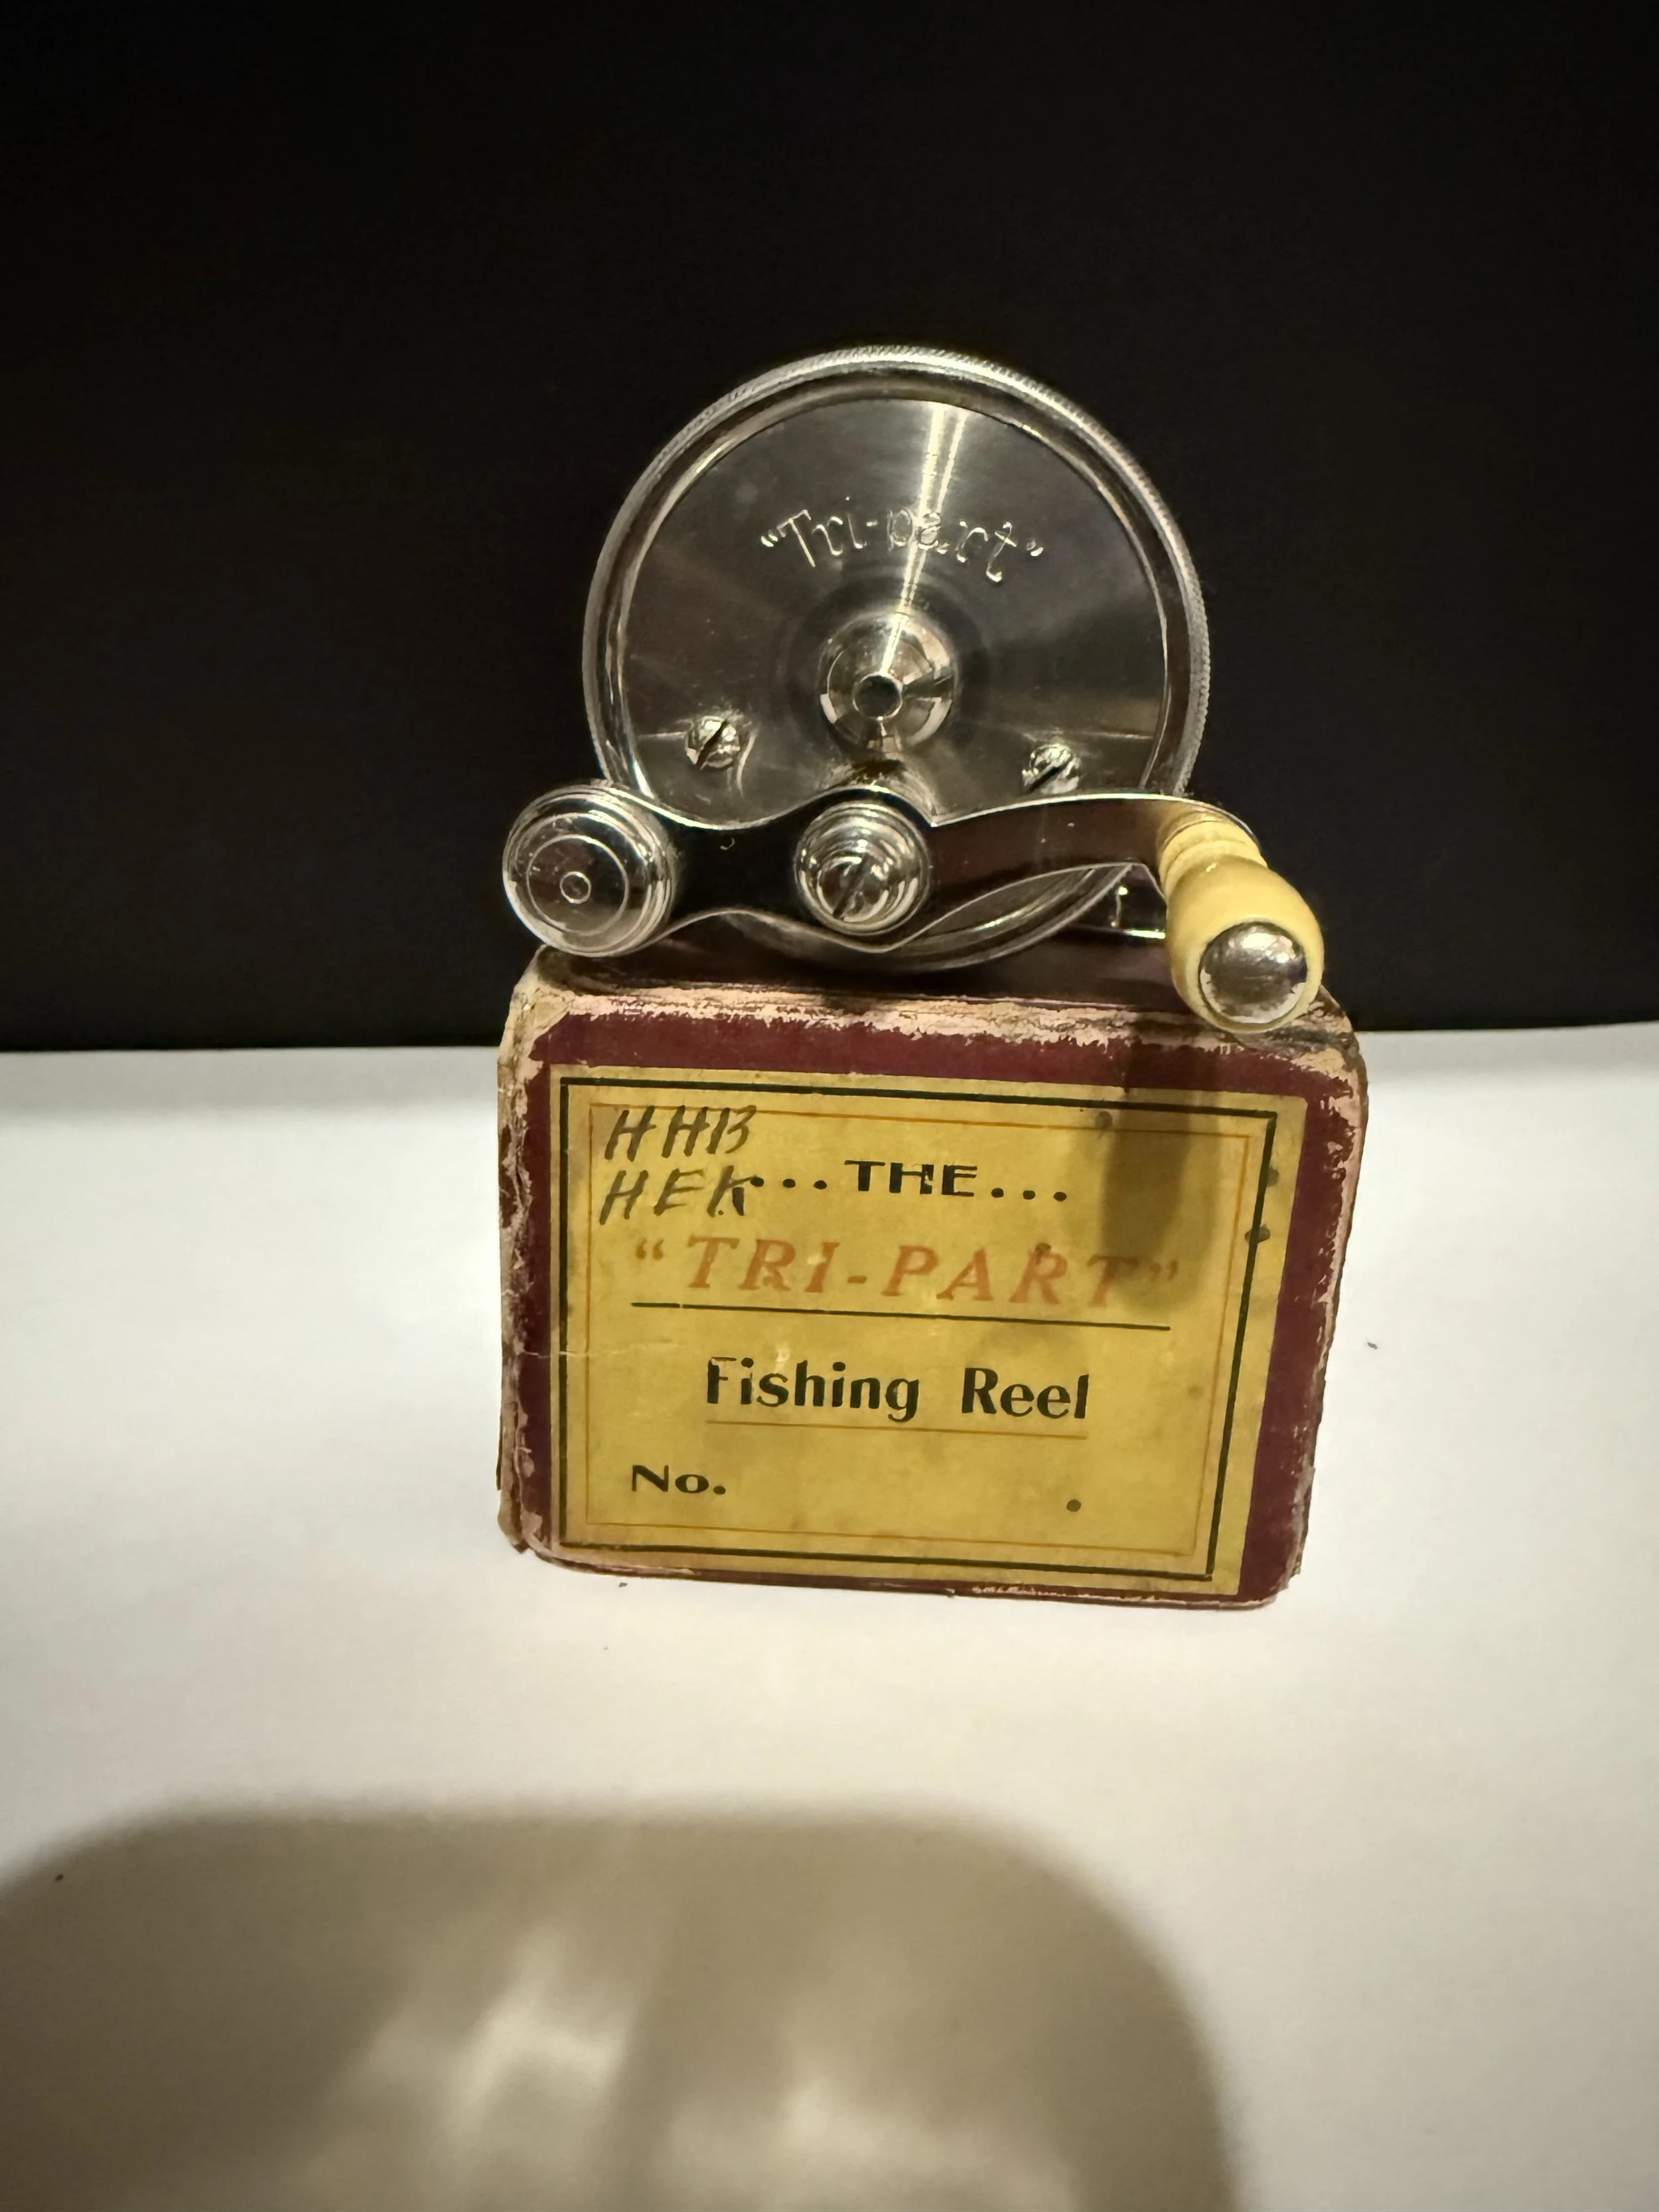 "Tri-part"
HHB
HEK
...THE...
"TRI-PART"
Fishing Reel
No.